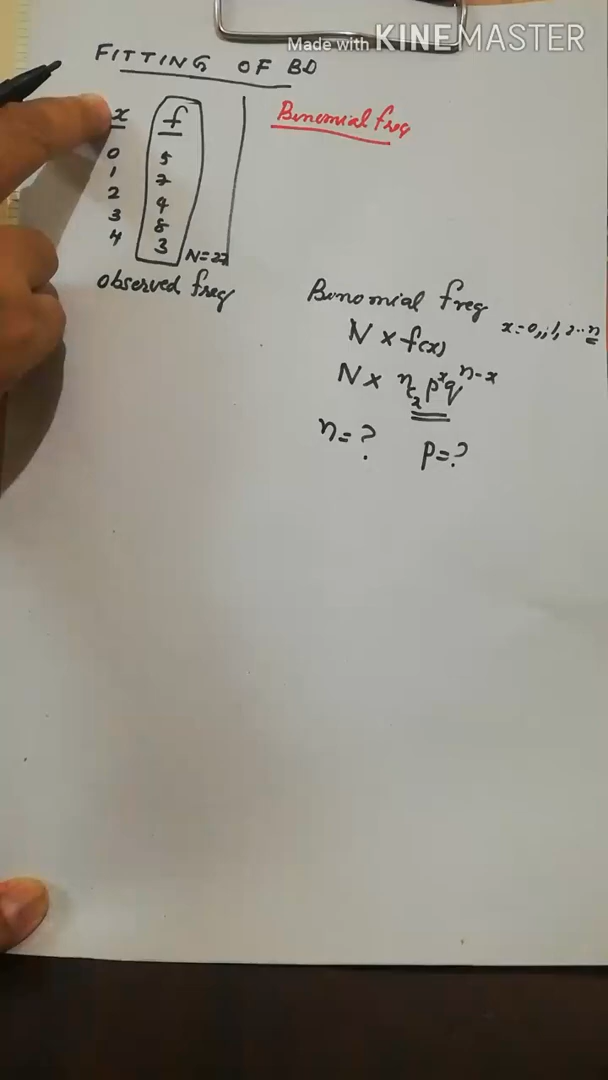 Made with KINEMASTER
FITTING OF BD
x f
0 5
1 7
2 4
3 8
4 3
N=27
observed freq
Binomial freq
Binomial freq
x=0,1,2...n
N × f(x)
N × nCx p^x q^n-x
n=? p=?